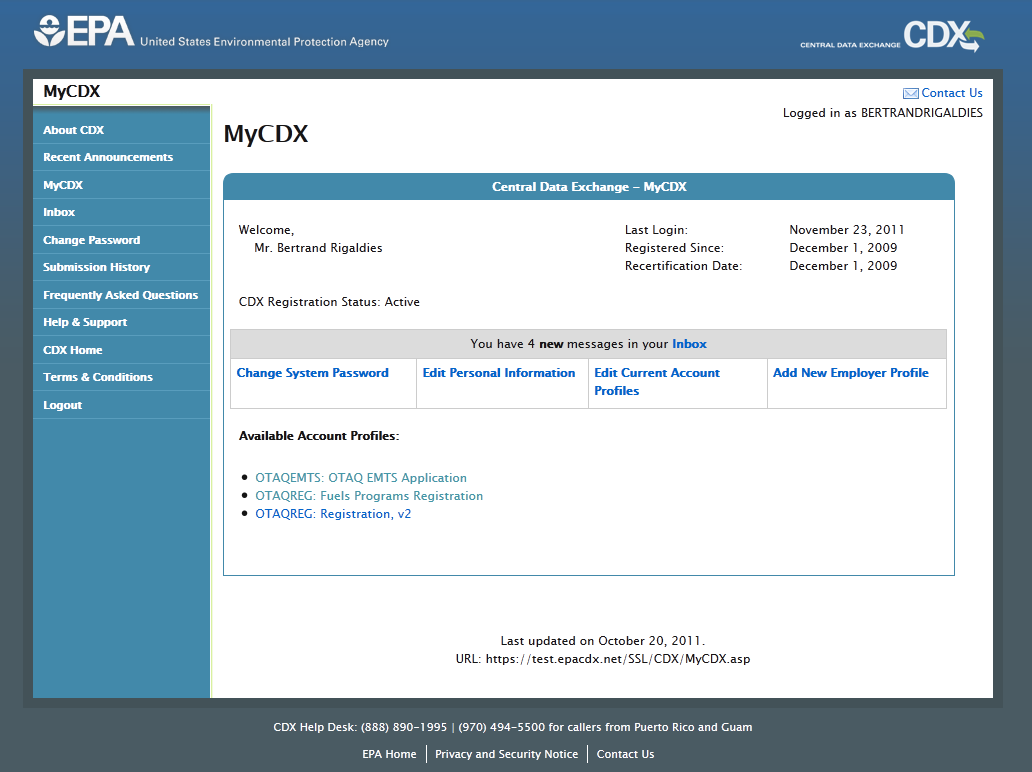 EPA United States Environmental Protection Agency
CENTRAL DATA EXCHANGE CDX
MyCDX
Contact Us
Logged in as BERTRANDRIGALDIES
About CDX
Recent Announcements
MyCDX
Inbox
Change Password
Submission History
Frequently Asked Questions
Help & Support
CDX Home
Terms & Conditions
Logout
MyCDX
Central Data Exchange - MyCDX
Welcome,
Mr. Bertrand Rigaldies
Last Login: November 23, 2011
Registered Since: December 1, 2009
Recertification Date: December 1, 2009
CDX Registration Status: Active
You have 4 new messages in your Inbox
Change System Password
Edit Personal Information
Edit Current Account
Profiles
Add New Employer Profile
Available Account Profiles:
• OTAQEMTS: OTAQ EMTS Application
• OTAQREG: Fuels Programs Registration
• OTAQREG: Registration, v2
Last updated on October 20, 2011.
URL: https://test.epacdx.net/SSL/CDX/MyCDX.asp
CDX Help Desk: (888) 890-1995 | (970) 494-5500 for callers from Puerto Rico and Guam
EPA Home | Privacy and Security Notice | Contact Us